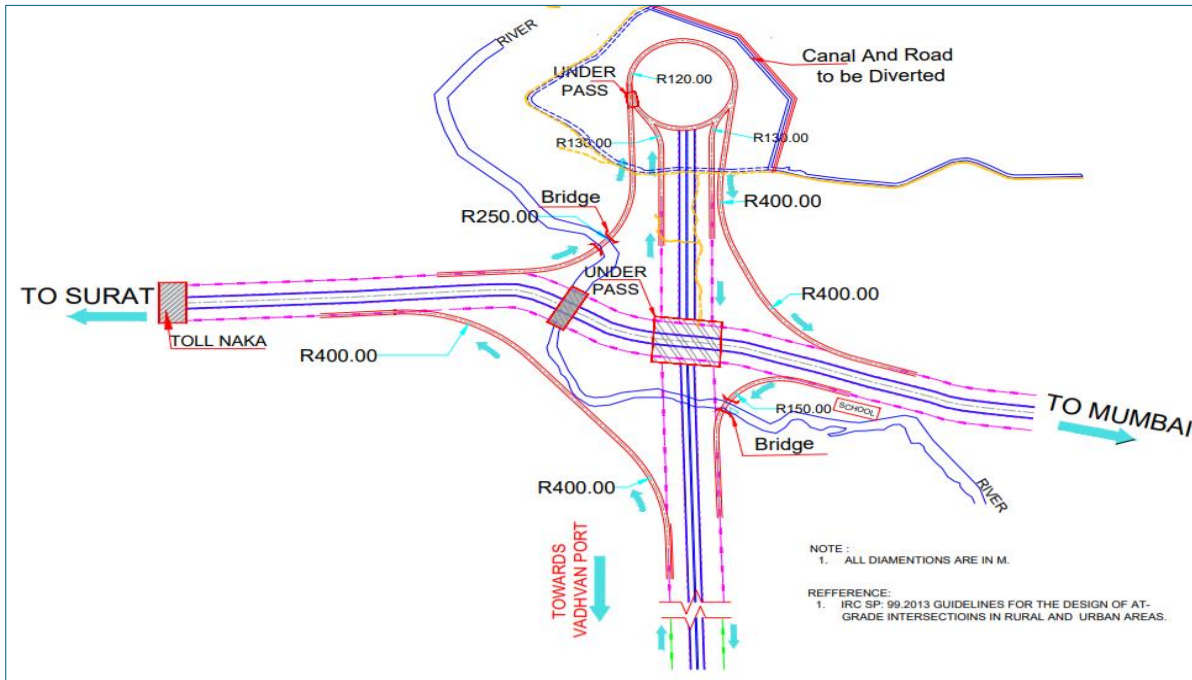 RIVER
Canal And Road
to be Diverted
UNDER
PASS
R120.00
R130.00
R130.00
Bridge
R250.00
R400.00
UNDER
PASS
TO SURAT
TOLL NAKA
R400.00
R400.00
R150.00
SCHOOL
TO MUMBAI
Bridge
R400.00
RIVER
TOWARDS
VADHVAN PORT
NOTE :
1. ALL DIAMENTIONS ARE IN M.
REFFERENCE:
1. IRC SP: 99.2013 GUIDELINES FOR THE DESIGN OF AT-
GRADE INTERSECTIOINS IN RURAL AND URBAN AREAS.